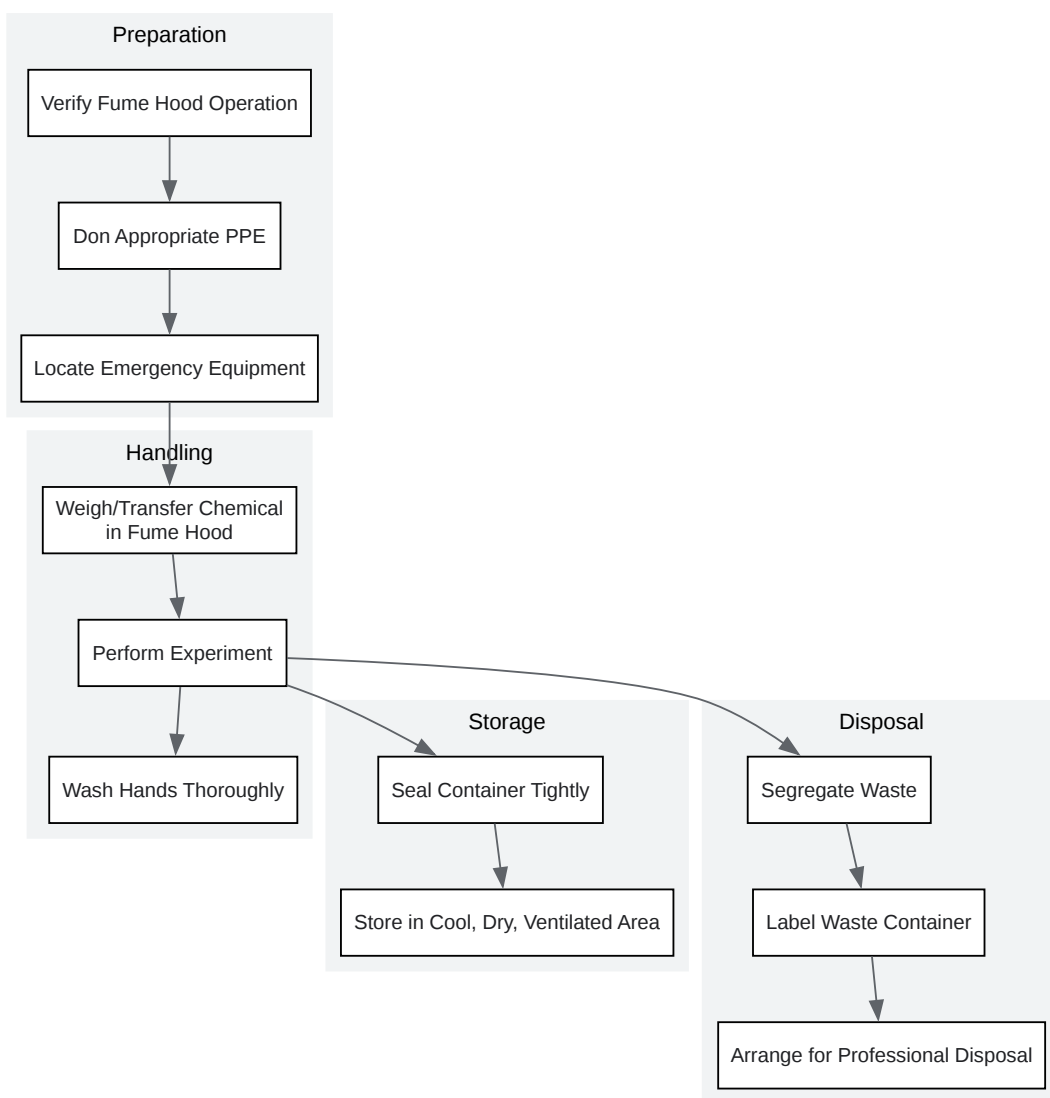 Preparation
Verify Fume Hood Operation
Don Appropriate PPE
Locate Emergency Equipment
Handling
Weigh/Transfer Chemical
in Fume Hood
Perform Experiment
Wash Hands Thoroughly
Storage
Seal Container Tightly
Store in Cool, Dry, Ventilated Area
Disposal
Segregate Waste
Label Waste Container
Arrange for Professional Disposal